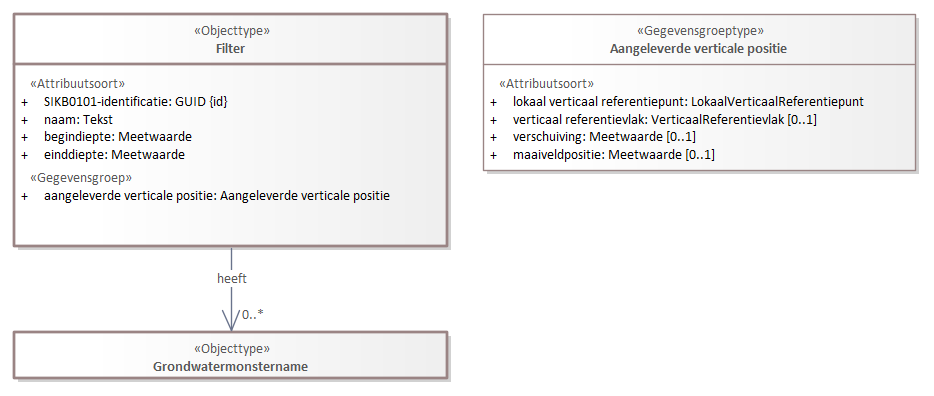 «Objecttype»
Filter
«Attribuutsoort»
+ SIKB0101-identificatie: GUID {id}
+ naam: Tekst
+ begindiepte: Meetwaarde
+ einddiepte: Meetwaarde
«Gegevensgroep»
+ aangeleverde verticale positie: Aangeleverde verticale positie
heeft
0..*
«Objecttype»
Grondwatermonstername
«Gegevensgroeptype»
Aangeleverde verticale positie
«Attribuutsoort»
+ lokaal verticaal referentiepunt: LokaalVerticaalReferentiepunt
+ verticaal referentievlak: VerticaalReferentievlak [0..1]
+ verschuiving: Meetwaarde [0..1]
+ maaiveldpositie: Meetwaarde [0..1]